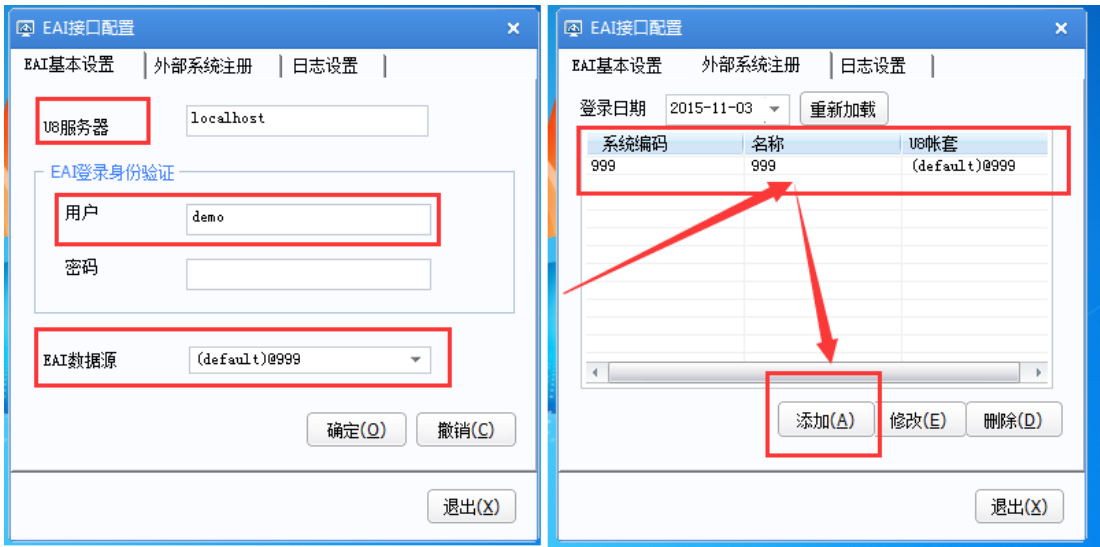 EAI接口配置
EAI基本设置 外部系统注册 日志设置
U8服务器 localhost
EAI登录身份验证
用户 demo
密码
EAI数据源 (default)@999
确定(O) 撤销(C)
退出(X)
EAI接口配置
EAI基本设置 外部系统注册 日志设置
登录日期 2015-11-03 重新加载
系统编码 名称 U8帐套
999 999 (default)@999
添加(A) 修改(E) 删除(D)
退出(X)